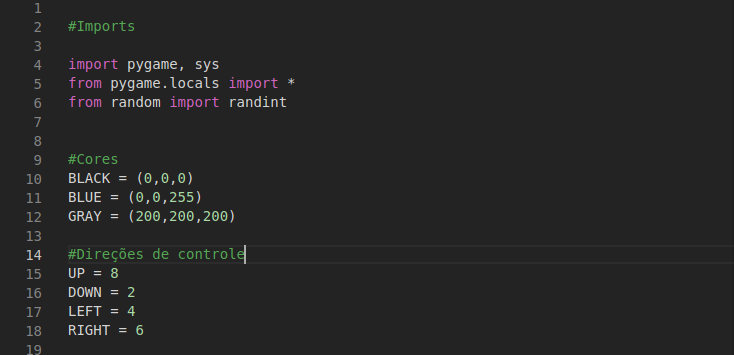 1
2 #Imports
3
4 import pygame, sys
5 from pygame.locals import *
6 from random import randint
7
8
9 #Cores
10 BLACK = (0,0,0)
11 BLUE = (0,0,255)
12 GRAY = (200,200,200)
13
14 #Direções de controle
15 UP = 8
16 DOWN = 2
17 LEFT = 4
18 RIGHT = 6
19